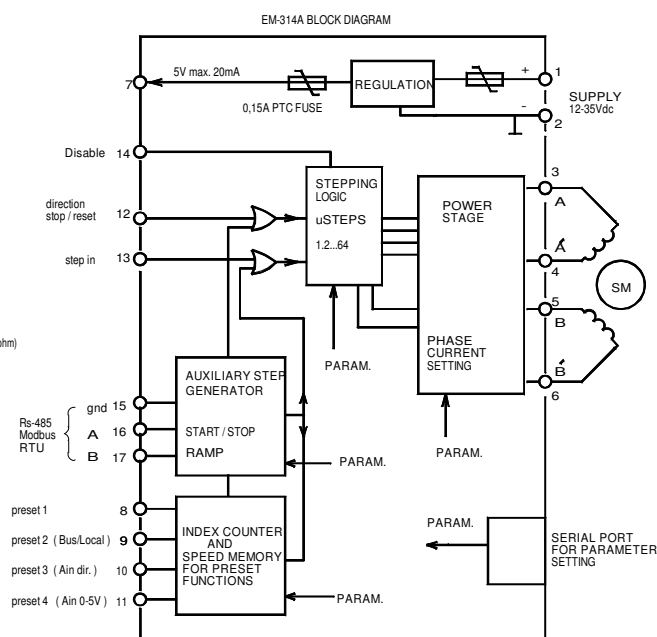 EM-314A BLOCK DIAGRAM
7
5V max. 20mA
0,15A PTC FUSE
REGULATION
+
1
-
2
SUPPLY
12-35Vdc
Disable 14
direction
stop / reset
12
step in 13
STEPPING
LOGIC
uSTEPS
1.2...64
POWER
STAGE
PHASE
CURRENT
SETTING
3
A
A'
4
SM
5
B
B'
6
PARAM.
ohm)
AUXILIARY STEP
GENERATOR
START / STOP
RAMP
PARAM.
Rs-485
Modbus
RTU
gnd 15
A 16
B 17
PARAM.
preset 1 8
preset 2 ( Bus/Local ) 9
preset 3 ( Ain dir. ) 10
preset 4 ( Ain 0-5V ) 11
INDEX COUNTER
AND
SPEED MEMORY
FOR PRESET
FUNCTIONS
PARAM.
PARAM.
SERIAL PORT
FOR PARAMETER
SETTING